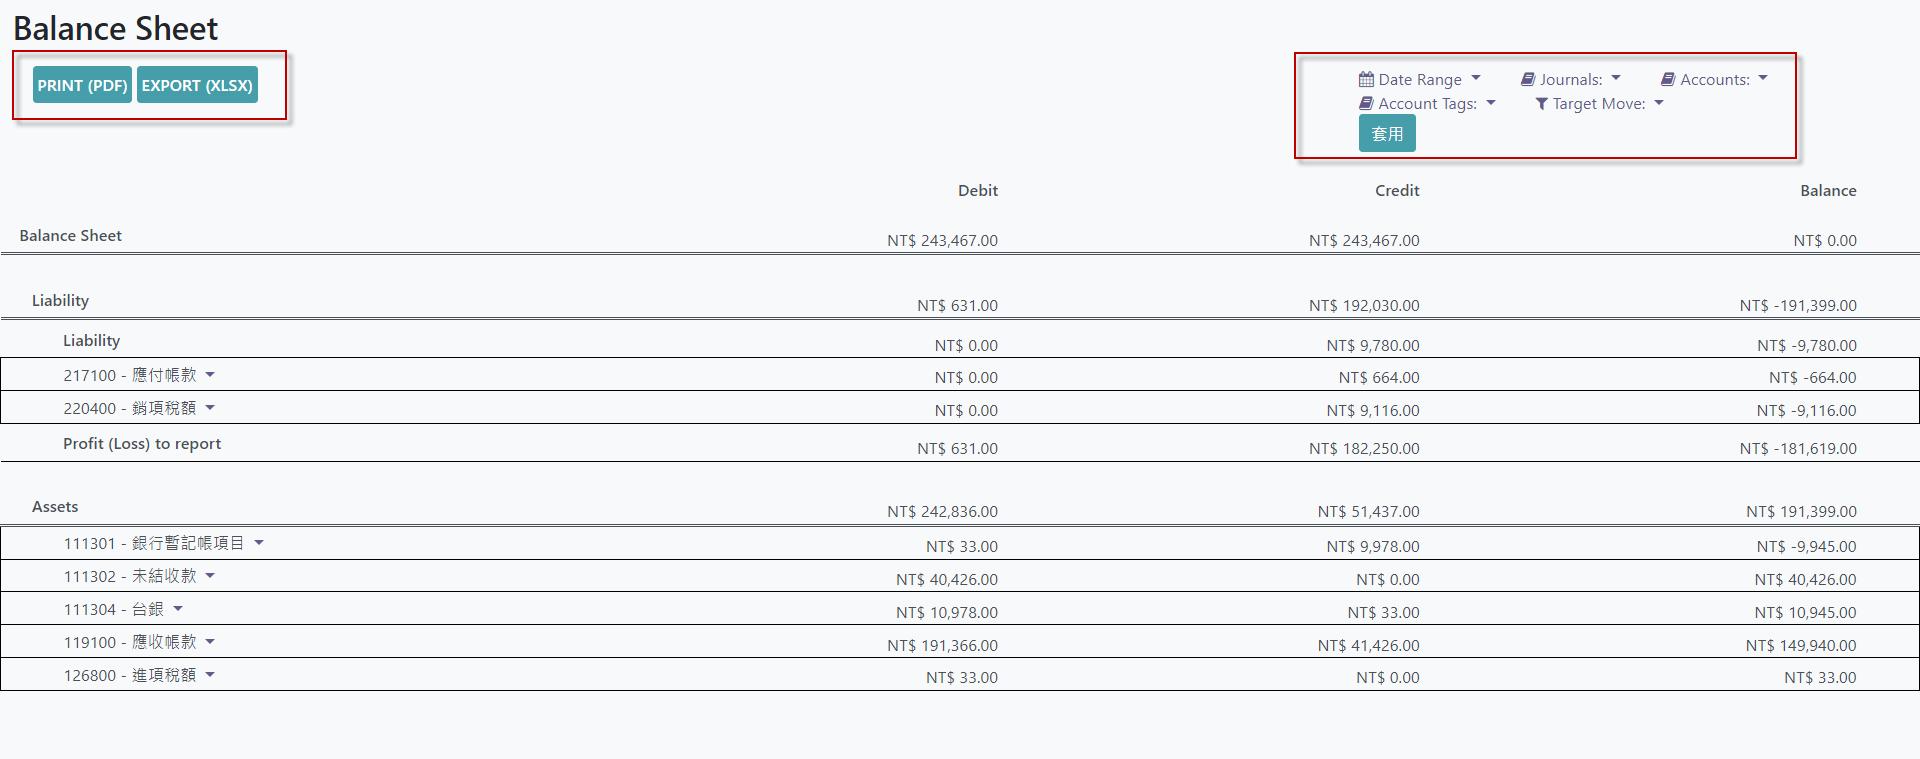 Balance Sheet
PRINT (PDF) EXPORT (XLSX)
Date Range Journals: Accounts:
Account Tags: Target Move:
套用
Debit Credit Balance
Balance Sheet NT$ 243,467.00 NT$ 243,467.00 NT$ 0.00
Liability NT$ 631.00 NT$ 192,030.00 NT$ -191,399.00
Liability NT$ 0.00 NT$ 9,780.00 NT$ -9,780.00
217100 - 應付帳款 NT$ 0.00 NT$ 664.00 NT$ -664.00
220400 - 銷項稅額 NT$ 0.00 NT$ 9,116.00 NT$ -9,116.00
Profit (Loss) to report NT$ 631.00 NT$ 182,250.00 NT$ -181,619.00
Assets NT$ 242,836.00 NT$ 51,437.00 NT$ 191,399.00
111301 - 銀行暫記帳項目 NT$ 33.00 NT$ 9,978.00 NT$ -9,945.00
111302 - 未結收款 NT$ 40,426.00 NT$ 0.00 NT$ 40,426.00
111304 - 台銀 NT$ 10,978.00 NT$ 33.00 NT$ 10,945.00
119100 - 應收帳款 NT$ 191,366.00 NT$ 41,426.00 NT$ 149,940.00
126800 - 進項稅額 NT$ 33.00 NT$ 0.00 NT$ 33.00